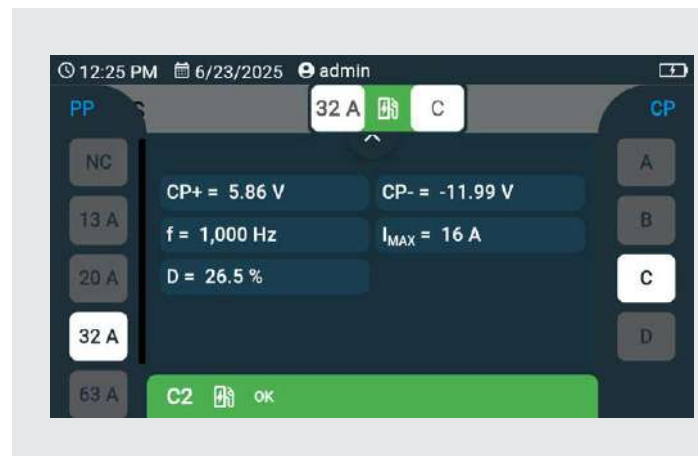 12:25 PM 6/23/2025 admin
PP S 32 A C CP
NC A
CP+ = 5.86 V CP- = -11.99 V
13 A B
f = 1,000 Hz IMAX = 16 A
20 A D = 26.5 % C
32 A D
63 A C2 OK